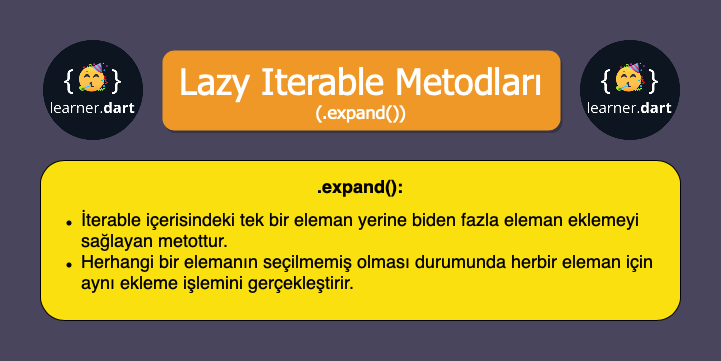 { }
learner.dart
Lazy Iterable Metodları
(.expand())
{ }
learner.dart
.expand():
• İterable içerisindeki tek bir eleman yerine biden fazla eleman eklemeyi
sağlayan metottur.
• Herhangi bir elemanın seçilmemiş olması durumunda herbir eleman için
aynı ekleme işlemini gerçekleştirir.